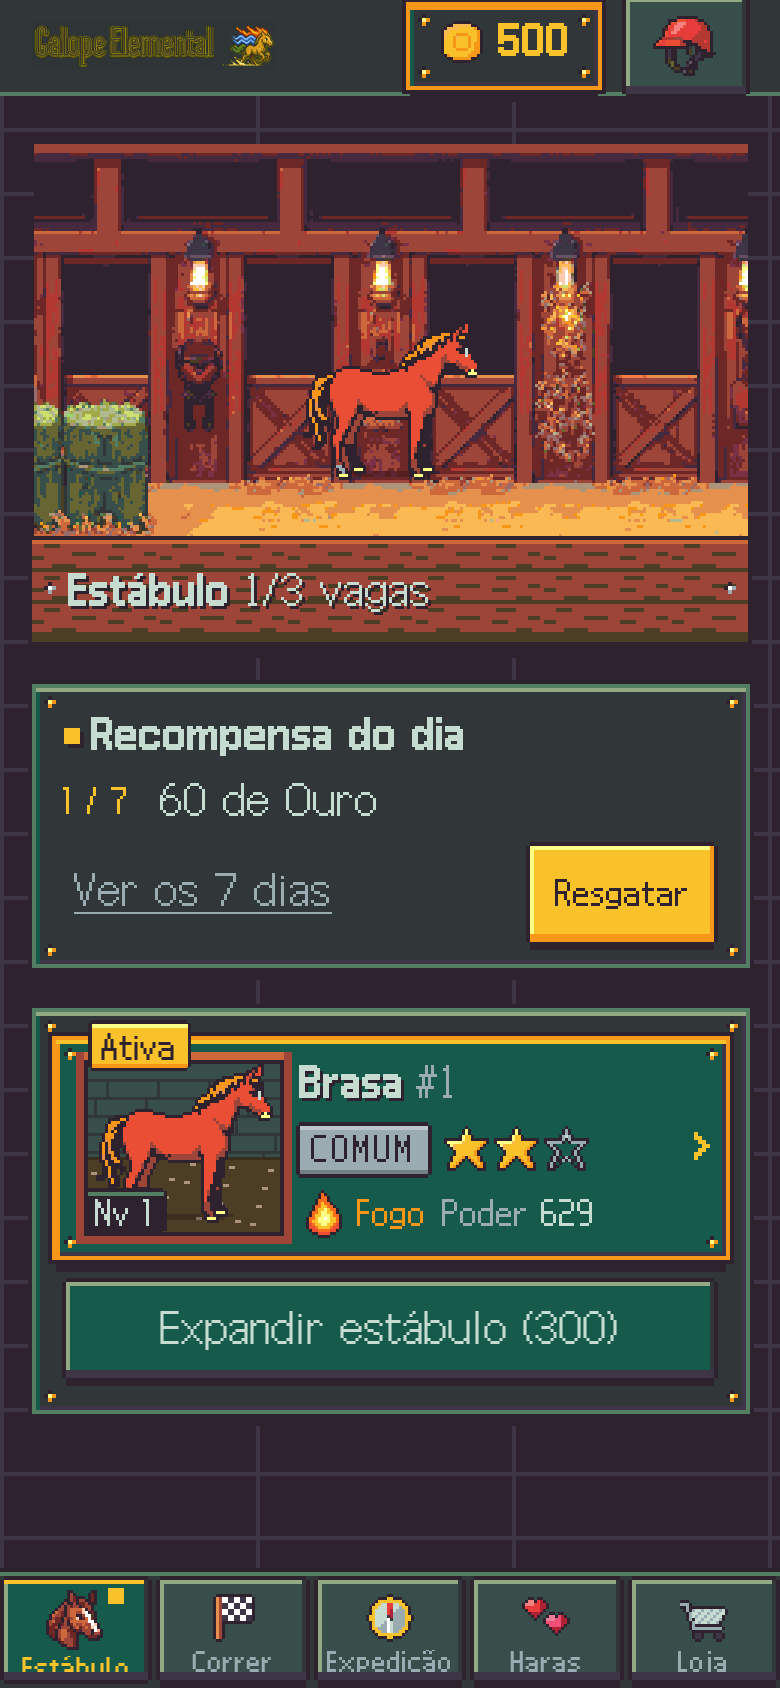 Galope Elemental
500
Estábulo 1/3 vagas
Recompensa do dia
1 / 7 60 de Ouro
Ver os 7 dias
Resgatar
Ativa
Brasa #1
COMUM
Nv 1
Fogo Poder 629
Expandir estábulo (300)
Estábulo
Correr
Expedição
Haras
Loja